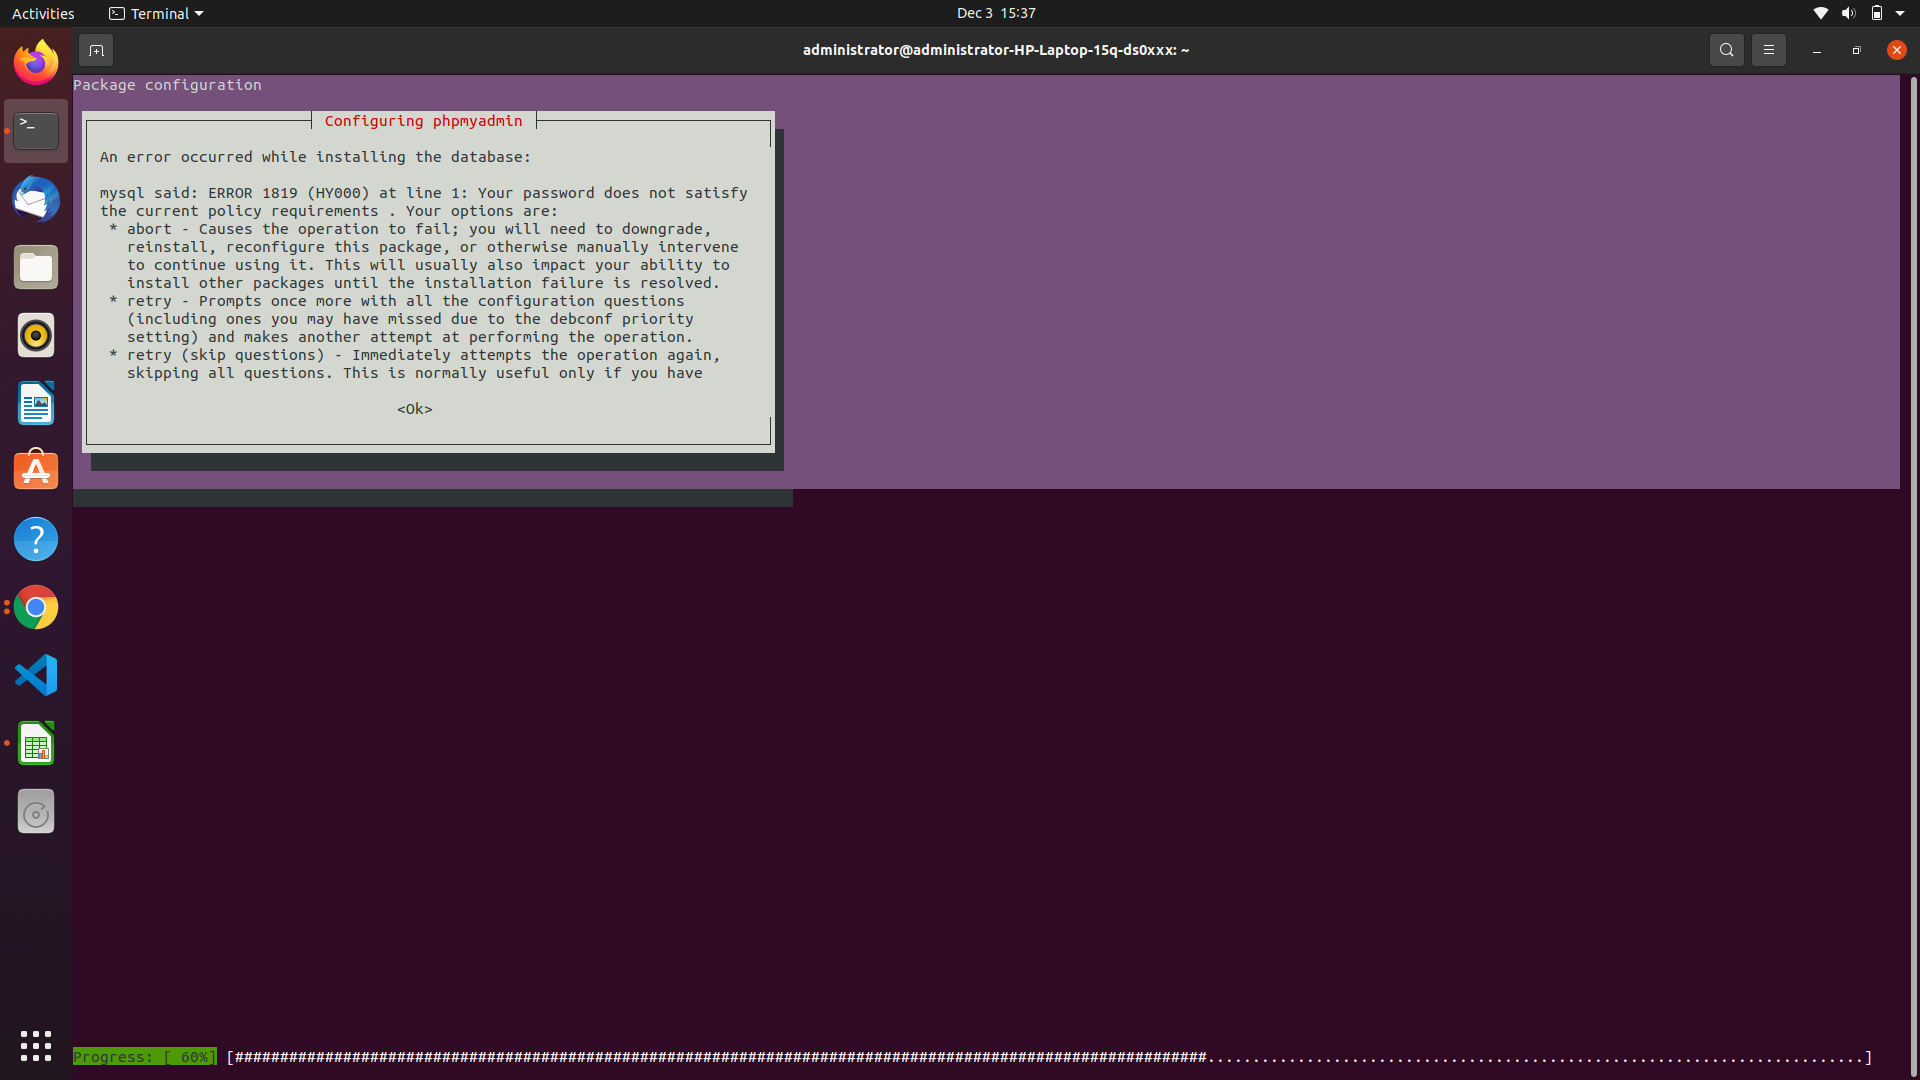 Activities
Terminal
Dec 3 15:37
administrator@administrator-HP-Laptop-15q-ds0xxx: ~
Package configuration
Configuring phpmyadmin
An error occurred while installing the database:
mysql said: ERROR 1819 (HY000) at line 1: Your password does not satisfy
the current policy requirements . Your options are:
* abort - Causes the operation to fail; you will need to downgrade,
reinstall, reconfigure this package, or otherwise manually intervene
to continue using it. This will usually also impact your ability to
install other packages until the installation failure is resolved.
* retry - Prompts once more with all the configuration questions
(including ones you may have missed due to the debconf priority
setting) and makes another attempt at performing the operation.
* retry (skip questions) - Immediately attempts the operation again,
skipping all questions. This is normally useful only if you have
<Ok>
Progress: [ 60%] [############################################################################################################.........................................................................]